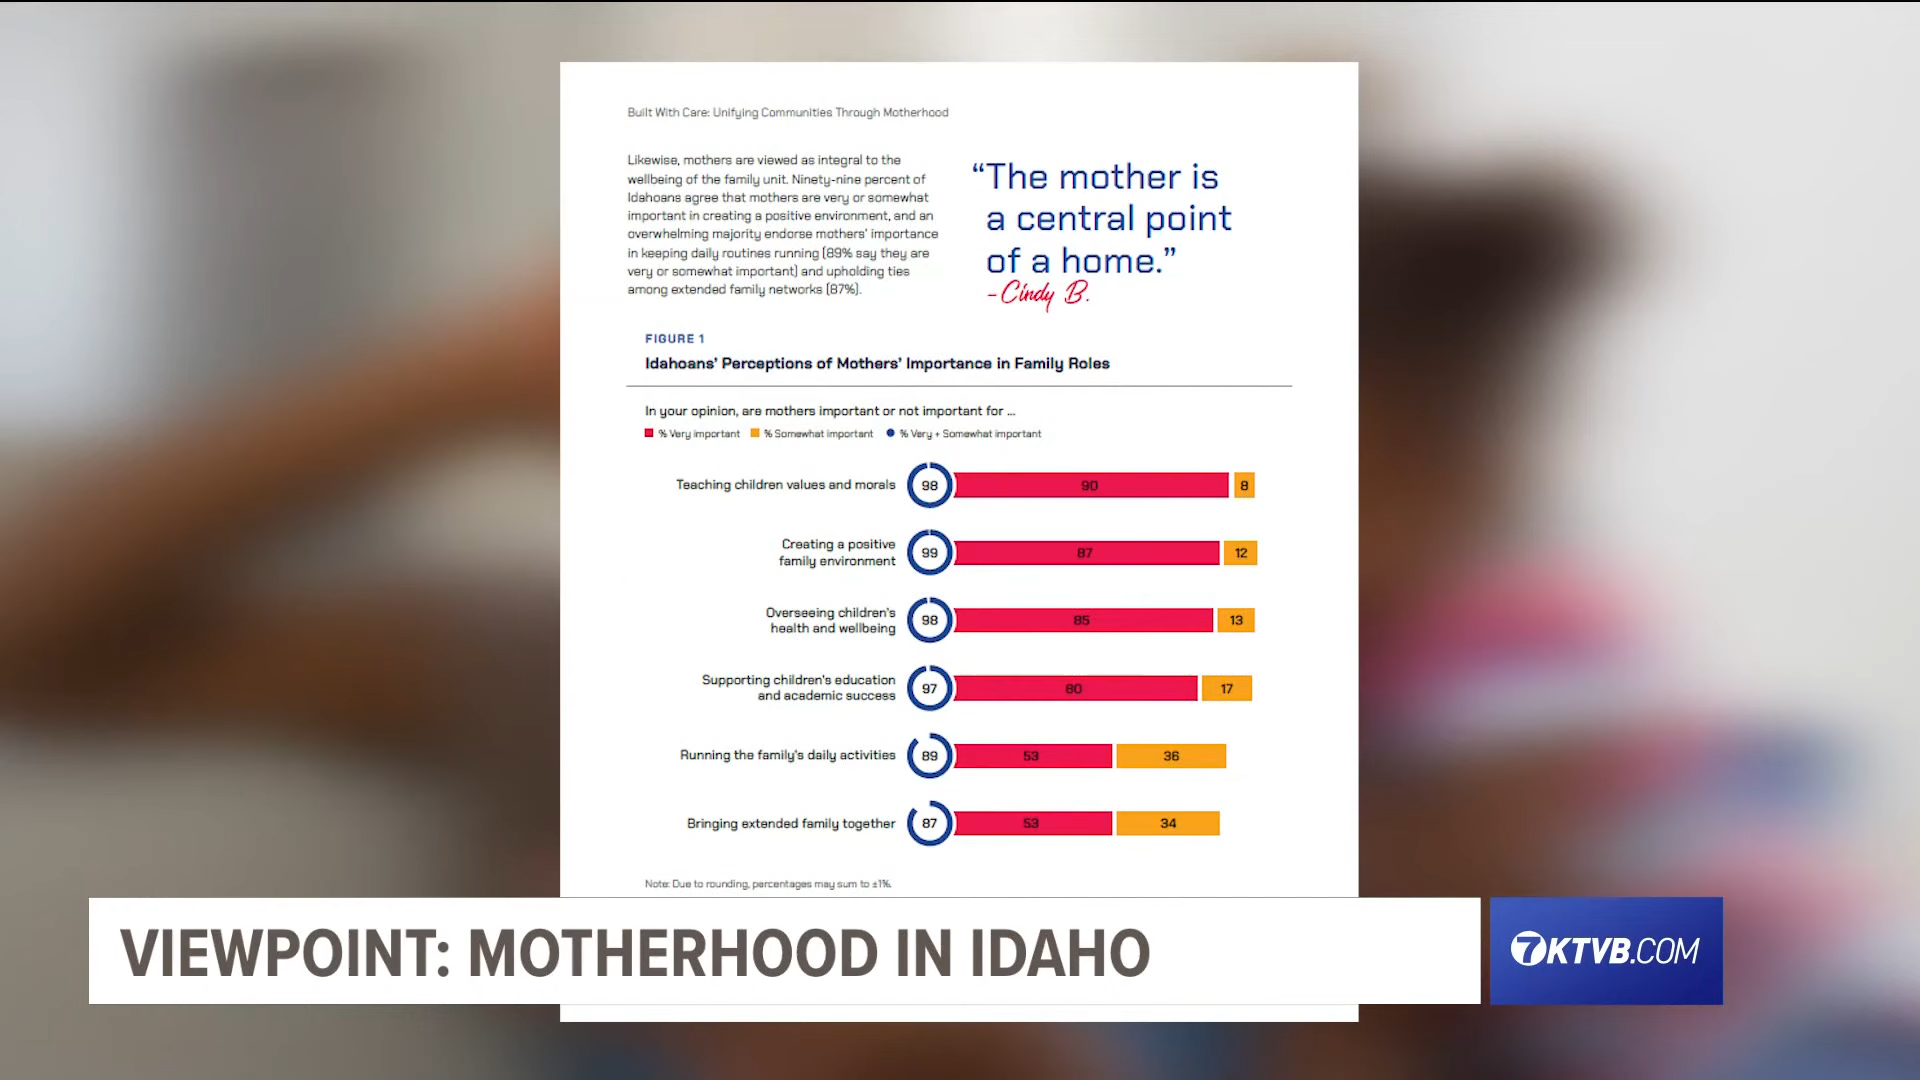 Built With Care: Unifying Communities Through Motherhood
Likewise, mothers are viewed as integral to the
wellbeing of the family unit. Ninety-nine percent of
Idahoans agree that mothers are very or somewhat
important in creating a positive environment, and an
overwhelming majority endorse mothers' importance
in keeping daily routines running (89% say they are
very or somewhat important) and upholding ties
among extended family networks (87%).
“The mother is
a central point
of a home.”
-Cindy B.
FIGURE 1
Idahoans' Perceptions of Mothers' Importance in Family Roles
In your opinion, are mothers important or not important for ...
% Very important % Somewhat important % Very + Somewhat important
Teaching children values and morals 98 90 8
Creating a positive
family environment 99 87 12
Overseeing children's
health and wellbeing 98 85 13
Supporting children's education
and academic success 97 80 17
Running the family's daily activities 89 53 36
Bringing extended family together 87 53 34
Note: Due to rounding, percentages may sum to ±1%.
VIEWPOINT: MOTHERHOOD IN IDAHO
7KTVB.COM